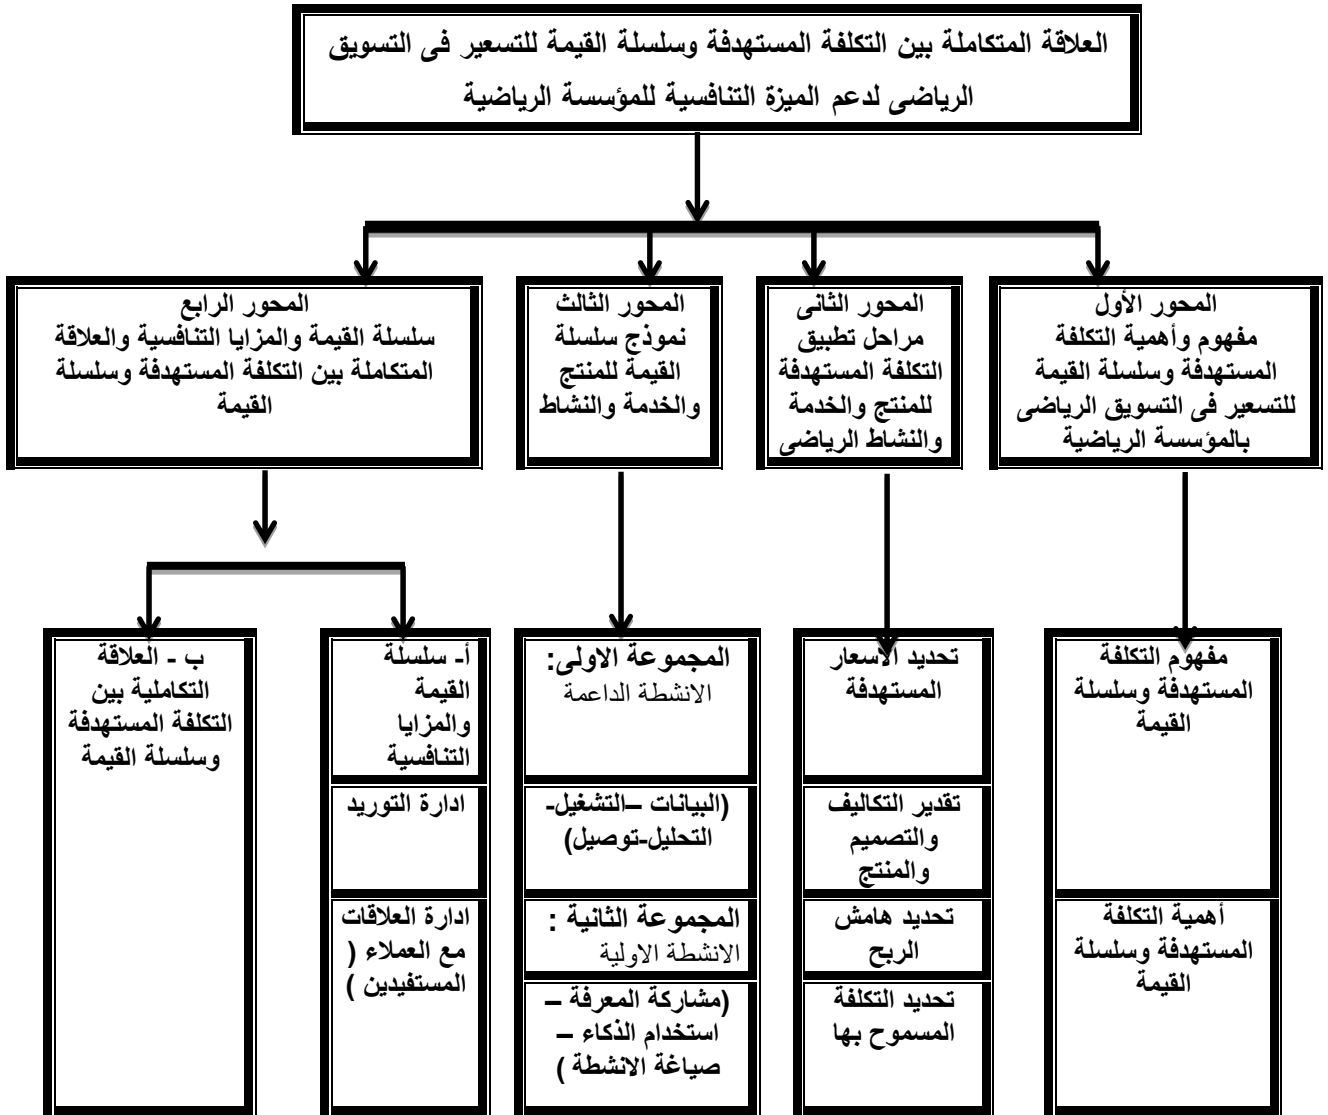 العلاقة المتكاملة بين التكلفة المستهدفة وسلسلة القيمة للتسعير فى التسويق
الرياضى لدعم الميزة التنافسية للمؤسسة الرياضية
المحور الأول
مفهوم وأهمية التكلفة
المستهدفة وسلسلة القيمة
للتسعير فى التسويق الرياضى
بالمؤسسة الرياضية
المحور الثانى
مراحل تطبيق
التكلفة المستهدفة
للمنتج والخدمة
والنشاط الرياضى
المحور الثالث
نموذج سلسلة
القيمة للمنتج
والخدمة والنشاط
المحور الرابع
سلسلة القيمة والمزايا التنافسية والعلاقة
المتكاملة بين التكلفة المستهدفة وسلسلة
القيمة
مفهوم التكلفة
المستهدفة وسلسلة
القيمة
أهمية التكلفة
المستهدفة وسلسلة
القيمة
تحديد الاسعار
المستهدفة
تقدير التكاليف
والتصميم
والمنتج
تحديد هامش
الربح
تحديد التكلفة
المسموح بها
المجموعة الاولى:
الانشطة الداعمة
(البيانات –التشغيل-
التحليل-توصيل)
المجموعة الثانية :
الانشطة الاولية
(مشاركة المعرفة –
استخدام الذكاء –
صياغة الانشطة )
أ- سلسلة
القيمة
والمزايا
التنافسية
ادارة التوريد
ادارة العلاقات
مع العملاء (
المستفيدين )
ب - العلاقة
التكاملية بين
التكلفة المستهدفة
وسلسلة القيمة